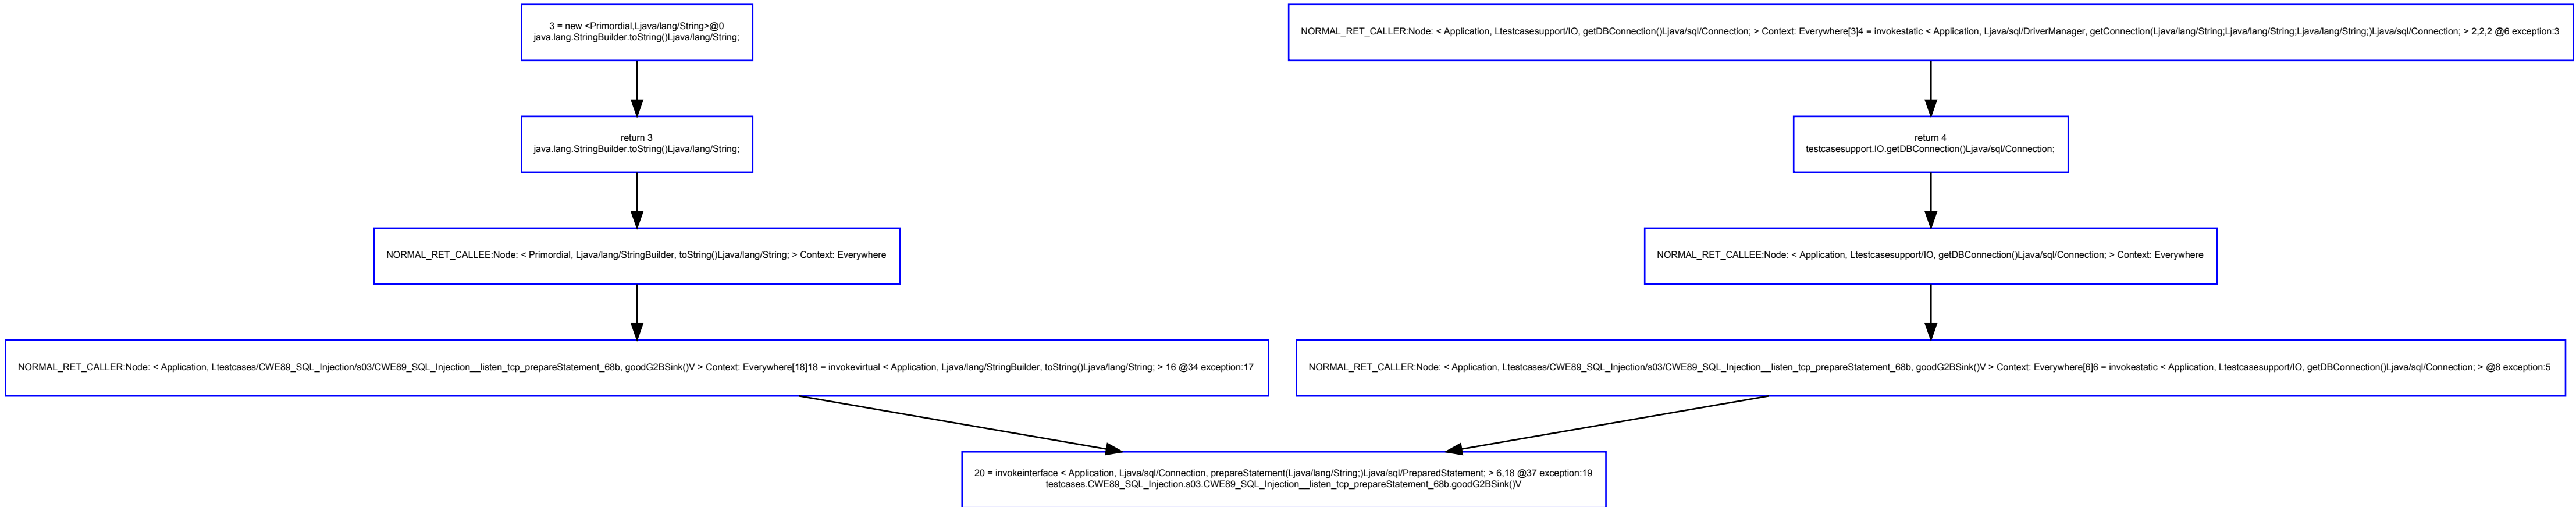 3 = new <Primordial,Ljava/lang/String>@0
java.lang.StringBuilder.toString()Ljava/lang/String;
NORMAL_RET_CALLER:Node: < Application, Ltestcasesupport/IO, getDBConnection()Ljava/sql/Connection; > Context: Everywhere[3]4 = invokestatic < Application, Ljava/sql/DriverManager, getConnection(Ljava/lang/String;Ljava/lang/String;Ljava/lang/String;)Ljava/sql/Connection; > 2,2,2 @6 exception:3
return 3
java.lang.StringBuilder.toString()Ljava/lang/String;
return 4
testcasesupport.IO.getDBConnection()Ljava/sql/Connection;
NORMAL_RET_CALLEE:Node: < Primordial, Ljava/lang/StringBuilder, toString()Ljava/lang/String; > Context: Everywhere
NORMAL_RET_CALLEE:Node: < Application, Ltestcasesupport/IO, getDBConnection()Ljava/sql/Connection; > Context: Everywhere
NORMAL_RET_CALLER:Node: < Application, Ltestcases/CWE89_SQL_Injection/s03/CWE89_SQL_Injection__listen_tcp_prepareStatement_68b, goodG2BSink()V > Context: Everywhere[18]18 = invokevirtual < Application, Ljava/lang/StringBuilder, toString()Ljava/lang/String; > 16 @34 exception:17
NORMAL_RET_CALLER:Node: < Application, Ltestcases/CWE89_SQL_Injection/s03/CWE89_SQL_Injection__listen_tcp_prepareStatement_68b, goodG2BSink()V > Context: Everywhere[6]6 = invokestatic < Application, Ltestcasesupport/IO, getDBConnection()Ljava/sql/Connection; > @8 exception:5
20 = invokeinterface < Application, Ljava/sql/Connection, prepareStatement(Ljava/lang/String;)Ljava/sql/PreparedStatement; > 6,18 @37 exception:19
testcases.CWE89_SQL_Injection.s03.CWE89_SQL_Injection__listen_tcp_prepareStatement_68b.goodG2BSink()V